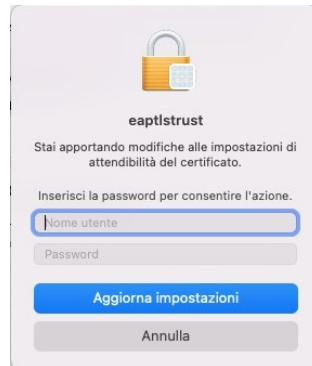 eaptlstrust
Stai apportando modifiche alle impostazioni di
attendibilità del certificato.
Inserisci la password per consentire l'azione.
Nome utente
Password
Aggiorna impostazioni
Annulla